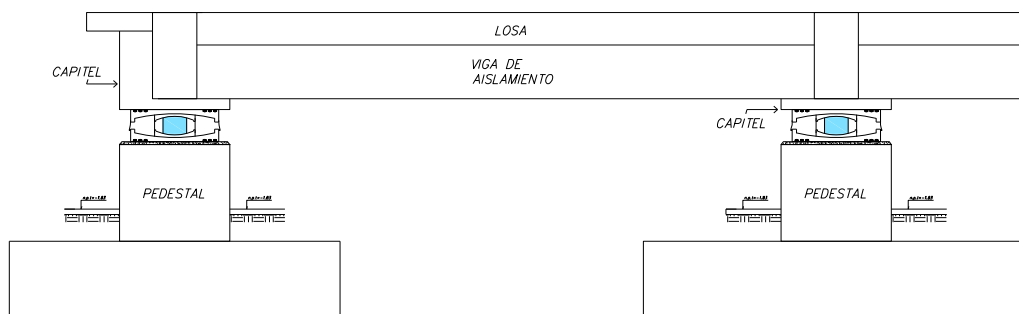 LOSA
VIGA DE
AISLAMIENTO
CAPITEL
CAPITEL
PEDESTAL
PEDESTAL